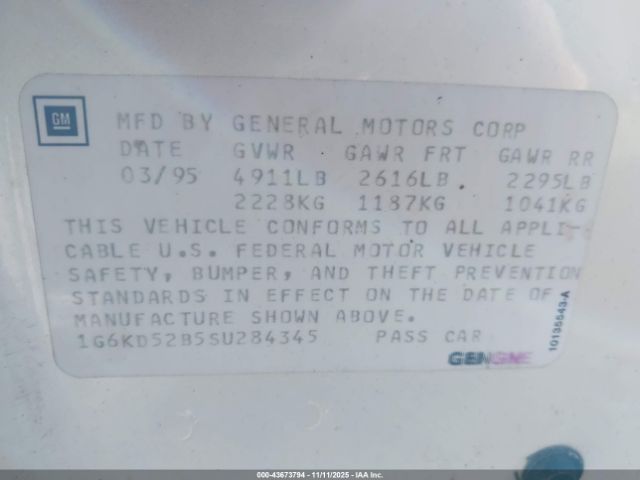 GM
MFD BY GENERAL MOTORS CORP
DATE GVWR GAWR FRT GAWR RR
03/95 4911LB 2616LB. 2295LB
2228KG 1187KG 1041KG
THIS VEHICLE CONFORMS TO ALL APPLI-
CABLE U.S. FEDERAL MOTOR VEHICLE
SAFETY, BUMPER, AND THEFT PREVENTION
STANDARDS IN EFFECT ON THE DATE OF
MANUFACTURE SHOWN ABOVE.
1G6KD52B5SU284345 PASS CAR
10135543-A
000-43673794 - 11/11/2025 - IAA Inc.